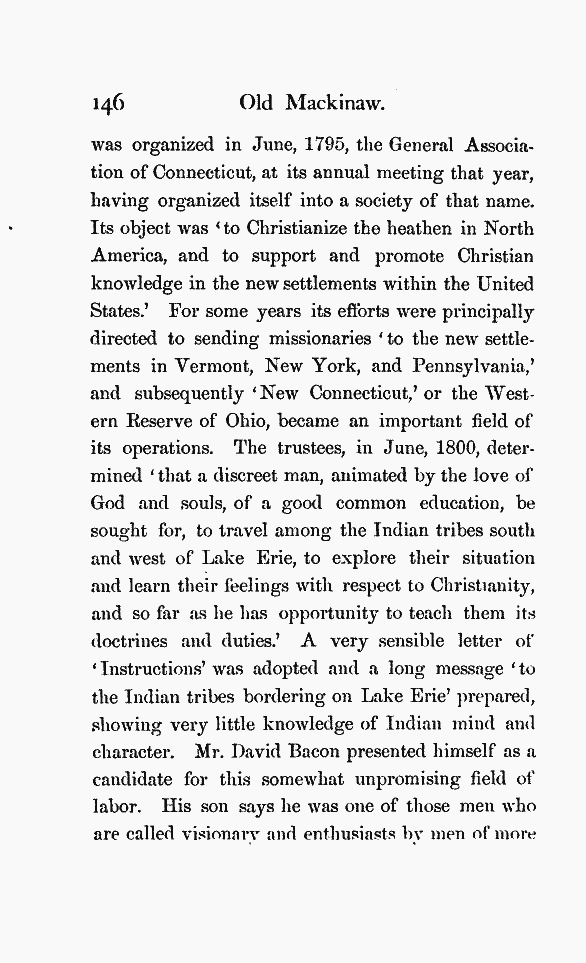 146 Old Mackinaw.
was organized in June, 1795, the General Associa-
tion of Connecticut, at its annual meeting that year,
having organized itself into a society of that name.
Its object was ‘to Christianize the heathen in North
America, and to support and promote Christian
knowledge in the new settlements within the United
States.’ For some years its efforts were principally
directed to sending missionaries ‘to the new settle-
ments in Vermont, New York, and Pennsylvania,’
and subsequently ‘New Connecticut,’ or the West-
ern Reserve of Ohio, became an important field of
its operations. The trustees, in June, 1800, deter-
mined ‘that a discreet man, animated by the love of
God and souls, of a good common education, be
sought for, to travel among the Indian tribes south
and west of Lake Erie, to explore their situation
and learn their feelings with respect to Christianity,
and so far as he has opportunity to teach them its
doctrines and duties.’ A very sensible letter of
‘Instructions’ was adopted and a long message ‘to
the Indian tribes bordering on Lake Erie’ prepared,
showing very little knowledge of Indian mind and
character. Mr. David Bacon presented himself as a
candidate for this somewhat unpromising field of
labor. His son says he was one of those men who
are called visionary and enthusiasts by men of more